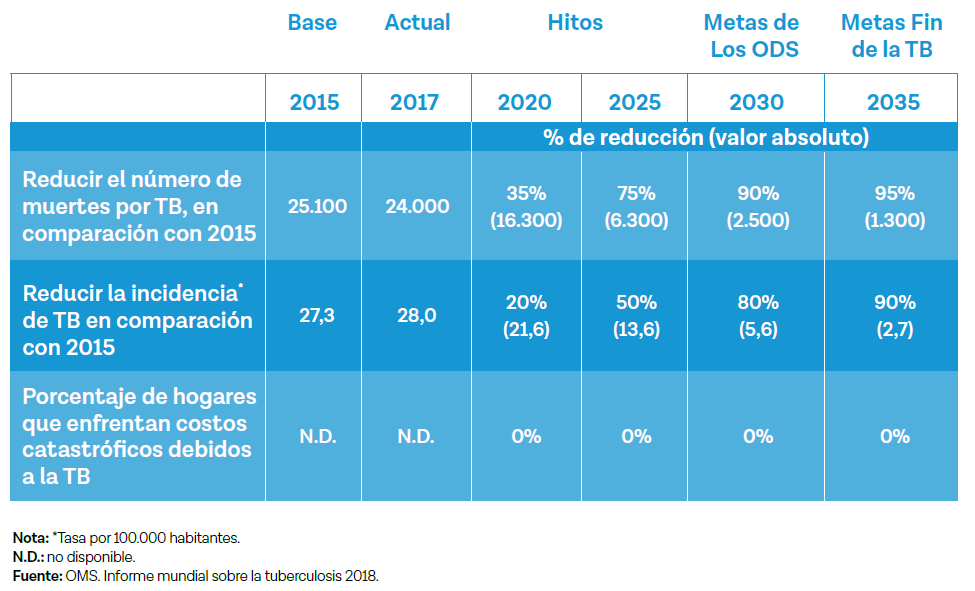 Base Actual Hitos Metas de Los ODS Metas Fin de la TB
2015 2017 2020 2025 2030 2035
% de reducción (valor absoluto)
Reducir el número de
muertes por TB, en
comparación con 2015
25.100 24.000 35% 75% 90% 95%
(16.300) (6.300) (2.500) (1.300)
Reducir la incidencia*
de TB en comparación
con 2015
27,3 28,0 20% 50% 80% 90%
(21,6) (13,6) (5,6) (2,7)
Porcentaje de hogares
que enfrentan costos
catastróficos debidos
a la TB
N.D. N.D. 0% 0% 0% 0%
Nota: *Tasa por 100.000 habitantes.
N.D.: no disponible.
Fuente: OMS. Informe mundial sobre la tuberculosis 2018.